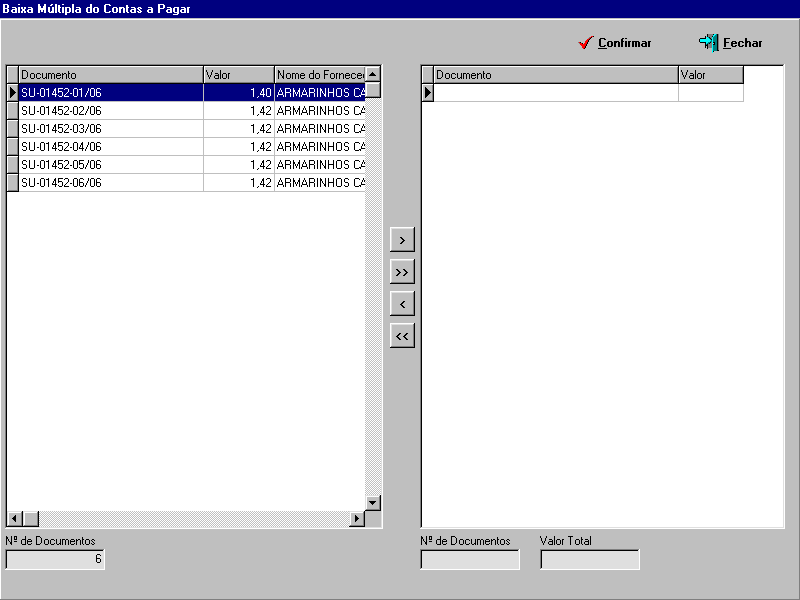 Baixa Múltipla do Contas a Pagar
Confirmar Fechar
Documento Valor Nome do Fornece
SU-01452-01/06 1,40 ARMARINHOS CA
SU-01452-02/06 1,42 ARMARINHOS CA
SU-01452-03/06 1,42 ARMARINHOS CA
SU-01452-04/06 1,42 ARMARINHOS CA
SU-01452-05/06 1,42 ARMARINHOS CA
SU-01452-06/06 1,42 ARMARINHOS CA
>
>>
<
<<
Documento Valor
Nº de Documentos
6
Nº de Documentos Valor Total